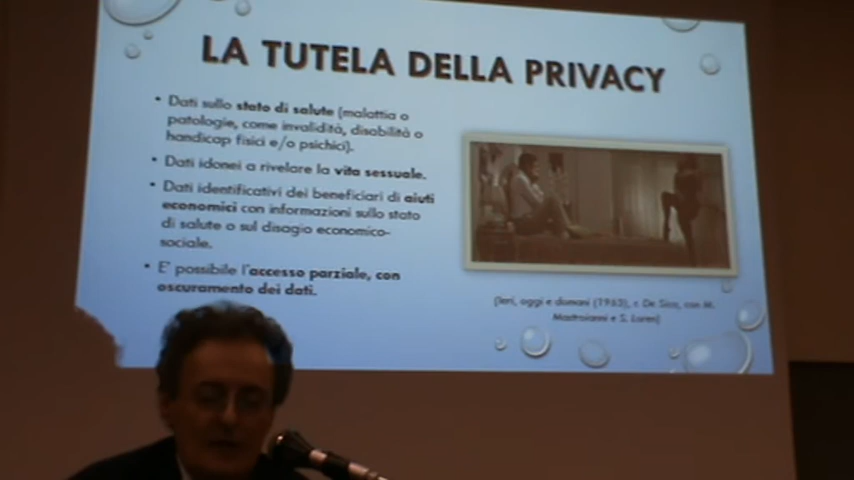 LA TUTELA DELLA PRIVACY
• Dati sullo stato di salute (malattia o
patologie, come invalidità, disabilità o
handicap fisici e/o psichici).
• Dati idonei a rivelare la vita sessuale.
• Dati identificativi dei beneficiari di aiuti
economici con informazioni sullo stato
di salute o sul disagio economico-
sociale.
• E' possibile l'accesso parziale, con
oscuramento dei dati.
(Ieri, oggi e domani (1963), r. De Sica, con M.
Mastroianni e S. Loren)